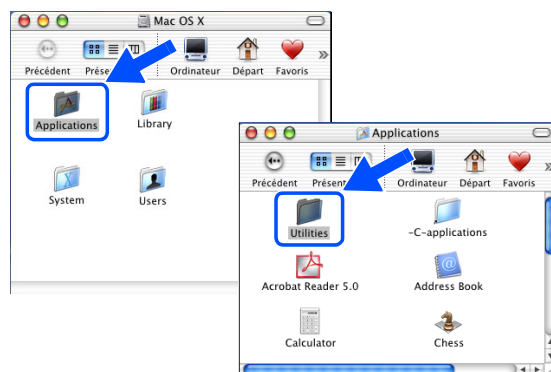 Mac OS X
Précédent Prése Ordinateur Départ Favoris
Applications Library
System Users
Applications
Précédent Présent Ordinateur Départ Favoris
Utilities -C-applications
Acrobat Reader 5.0 Address Book
Calculator Chess